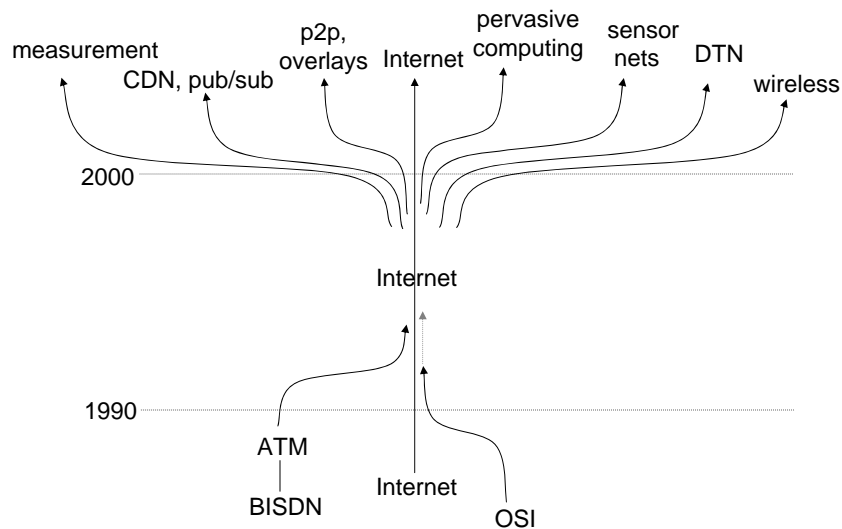 measurement
CDN, pub/sub
p2p,
overlays
Internet
pervasive
computing
sensor
nets
DTN
wireless
2000
Internet
1990
ATM
BISDN
Internet
OSI